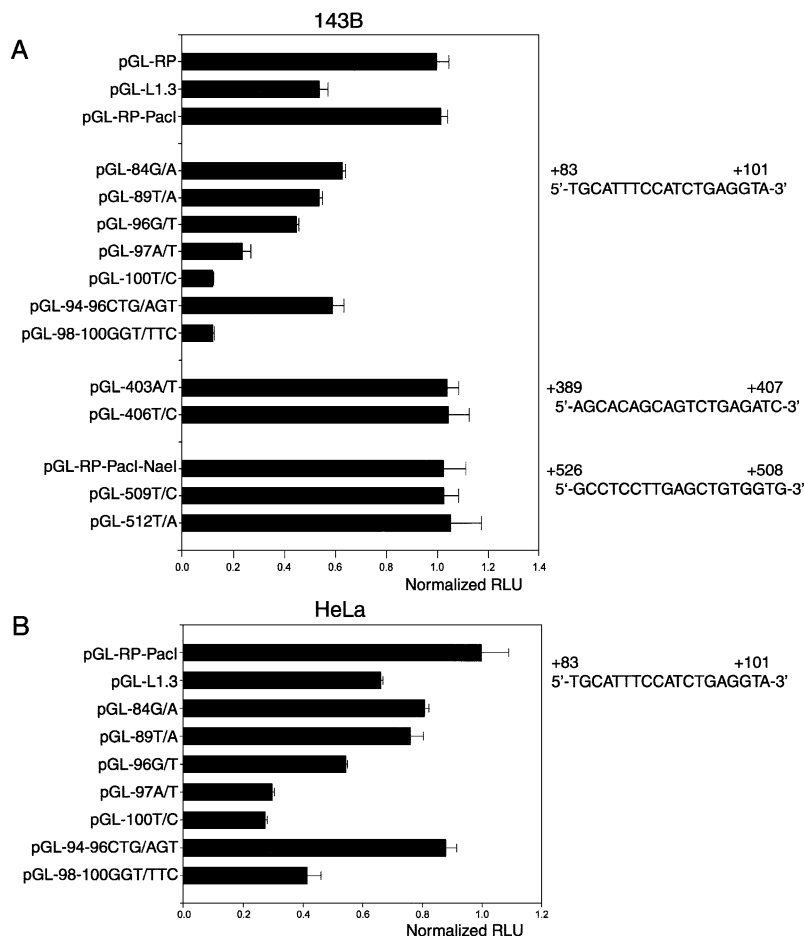 143B
A
pGL-RP
pGL-L1.3
pGL-RP-PacI
pGL-84G/A
+83 +101
5'-TGCATTTCCATCTGAGGTA-3'
pGL-89T/A
pGL-96G/T
pGL-97A/T
pGL-100T/C
pGL-94-96CTG/AGT
pGL-98-100GGT/TTC
pGL-403A/T
+389 +407
5'-AGCACAGCAGTCTGAGATC-3'
pGL-406T/C
pGL-RP-PacI-NaeI
+526 +508
5'-GCCTCCTTGAGCTGTGGTG-3'
pGL-509T/C
pGL-512T/A
0.0 0.2 0.4 0.6 0.8 1.0 1.2 1.4
Normalized RLU
HeLa
B
pGL-RP-PacI
+83 +101
5'-TGCATTTCCATCTGAGGTA-3'
pGL-L1.3
pGL-84G/A
pGL-89T/A
pGL-96G/T
pGL-97A/T
pGL-100T/C
pGL-94-96CTG/AGT
pGL-98-100GGT/TTC
0.0 0.2 0.4 0.6 0.8 1.0 1.2
Normalized RLU